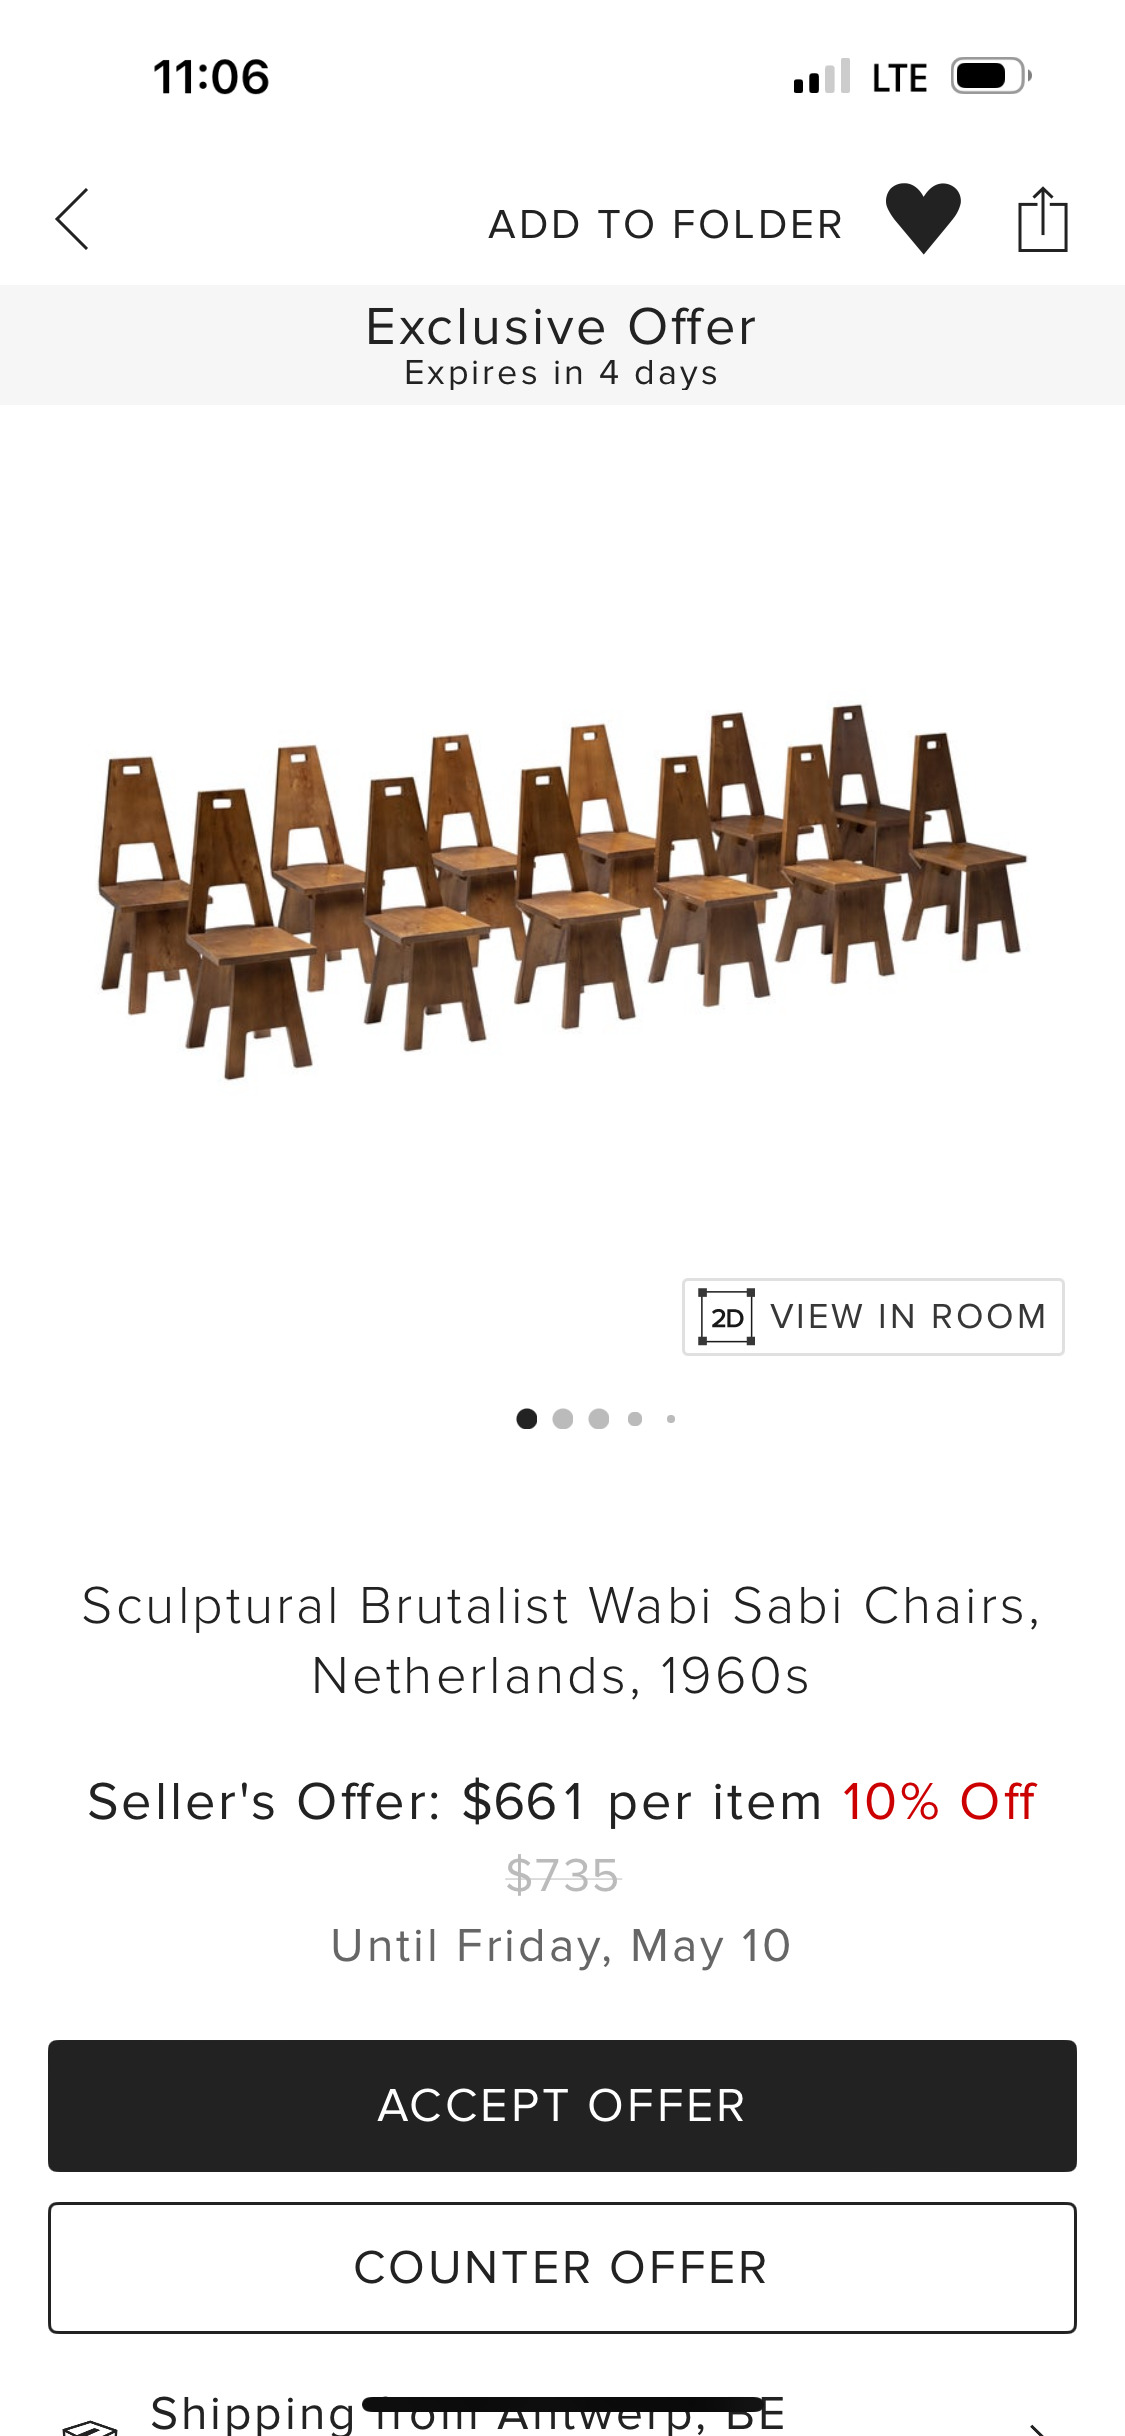 11:06
LTE
ADD TO FOLDER
Exclusive Offer
Expires in 4 days
2D VIEW IN ROOM
Sculptural Brutalist Wabi Sabi Chairs,
Netherlands, 1960s
Seller's Offer: $661 per item 10% Off
$735
Until Friday, May 10
ACCEPT OFFER
COUNTER OFFER
Shipping from Antwerp, BE